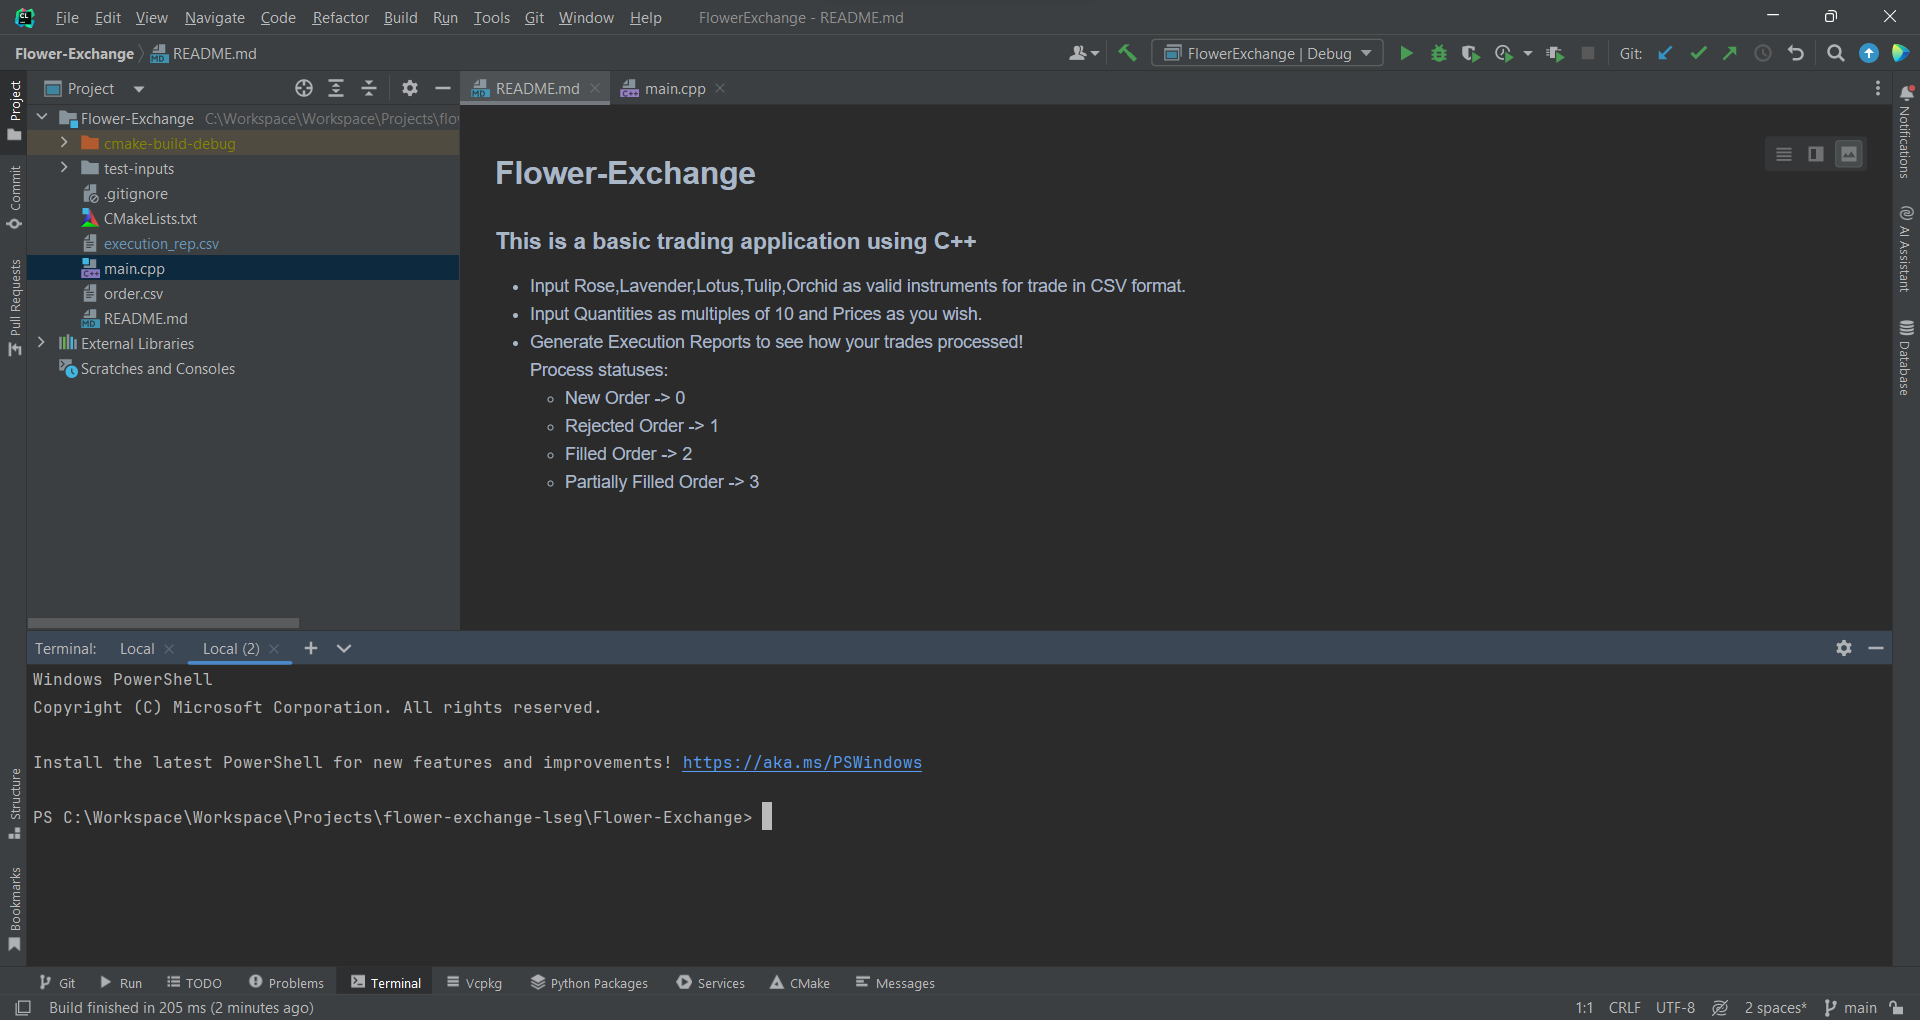 File Edit View Navigate Code Refactor Build Run Tools Git Window Help FlowerExchange - README.md
Flower-Exchange README.md FlowerExchange | Debug Git:
Project README.md main.cpp
Project
Commit
Pull Requests
Structure
Bookmarks
Flower-Exchange C:\Workspace\Workspace\Projects\flo
cmake-build-debug
test-inputs
.gitignore
CMakeLists.txt
execution_rep.csv
main.cpp
order.csv
README.md
External Libraries
Scratches and Consoles
Flower-Exchange
This is a basic trading application using C++
• Input Rose,Lavender,Lotus,Tulip,Orchid as valid instruments for trade in CSV format.
• Input Quantities as multiples of 10 and Prices as you wish.
• Generate Execution Reports to see how your trades processed!
Process statuses:
◦ New Order -> 0
◦ Rejected Order -> 1
◦ Filled Order -> 2
◦ Partially Filled Order -> 3
Notifications
AI Assistant
Database
Terminal: Local Local (2)
Windows PowerShell
Copyright (C) Microsoft Corporation. All rights reserved.
Install the latest PowerShell for new features and improvements! https://aka.ms/PSWindows
PS C:\Workspace\Workspace\Projects\flower-exchange-lseg\Flower-Exchange>
Git Run TODO Problems Terminal Vcpkg Python Packages Services CMake Messages
Build finished in 205 ms (2 minutes ago) 1:1 CRLF UTF-8 2 spaces* main